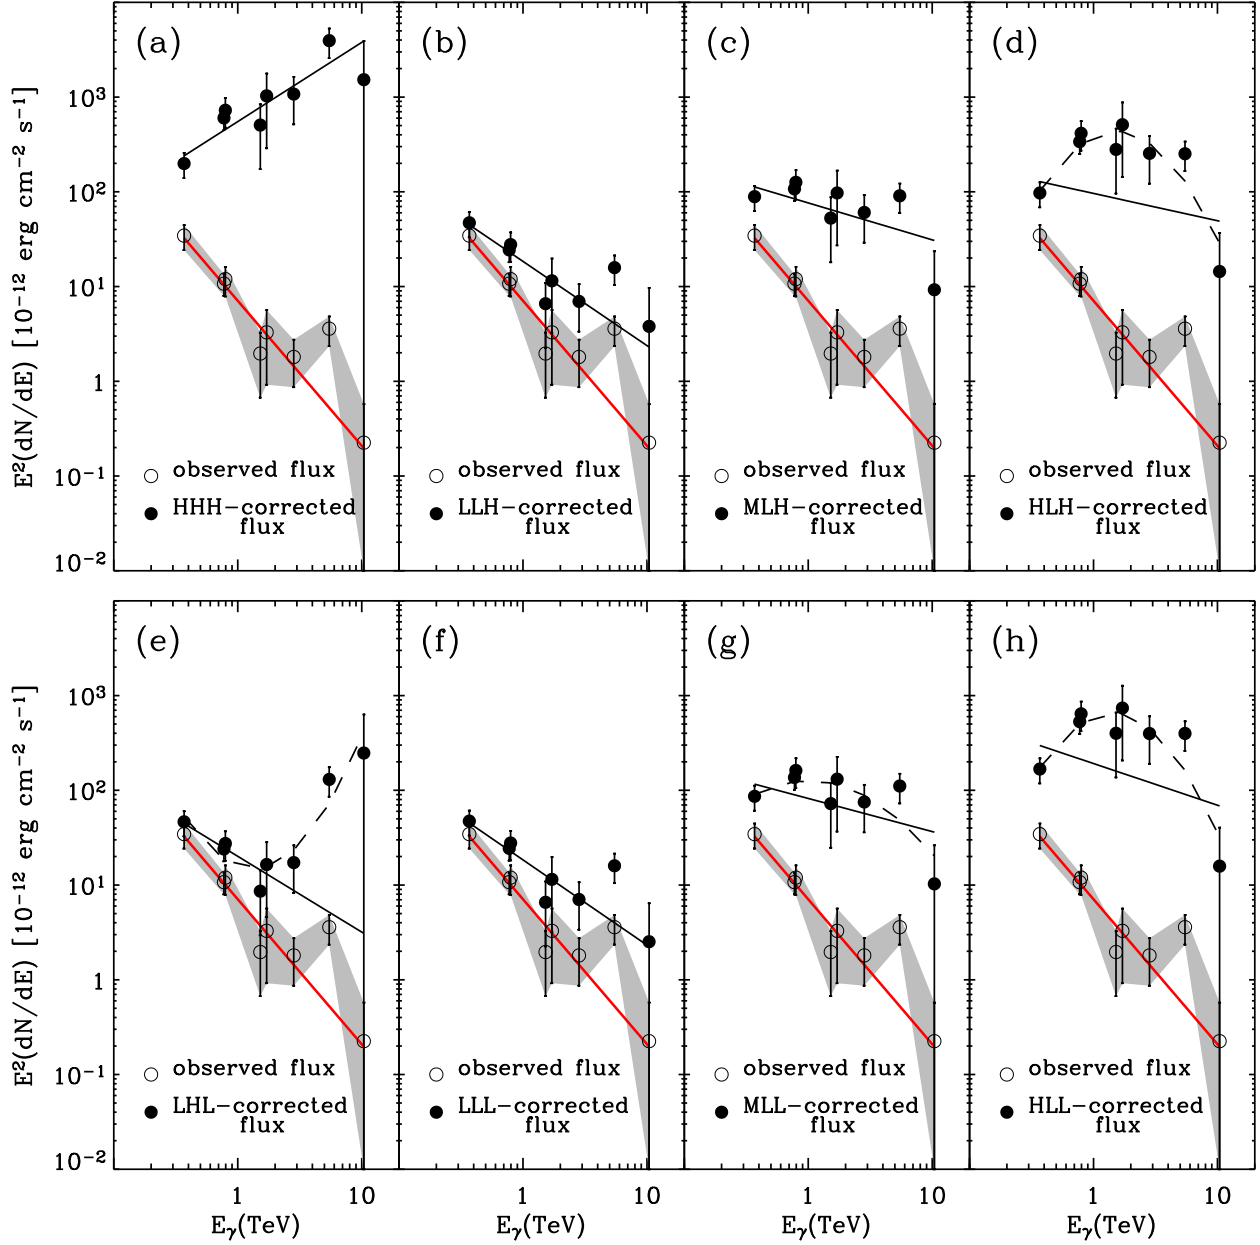 (a) (b) (c) (d)
E²(dN/dE) [10⁻¹² erg cm⁻² s⁻¹]
10³
10²
10
1
10⁻¹
10⁻²
observed flux
HHH-corrected
flux
observed flux
LLH-corrected
flux
observed flux
MLH-corrected
flux
observed flux
HLH-corrected
flux
(e) (f) (g) (h)
E²(dN/dE) [10⁻¹² erg cm⁻² s⁻¹]
10³
10²
10
1
10⁻¹
10⁻²
observed flux
LHL-corrected
flux
observed flux
LLL-corrected
flux
observed flux
MLL-corrected
flux
observed flux
HLL-corrected
flux
1 10 1 10 1 10 1 10
Eγ(TeV) Eγ(TeV) Eγ(TeV) Eγ(TeV)